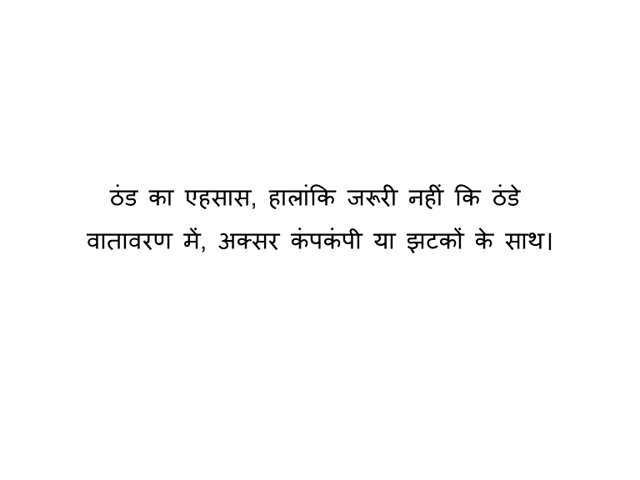 ठंड का एहसास, हालांकि जरूरी नहीं कि ठंडे
वातावरण में, अक्सर कंपकंपी या झटकों के साथ।